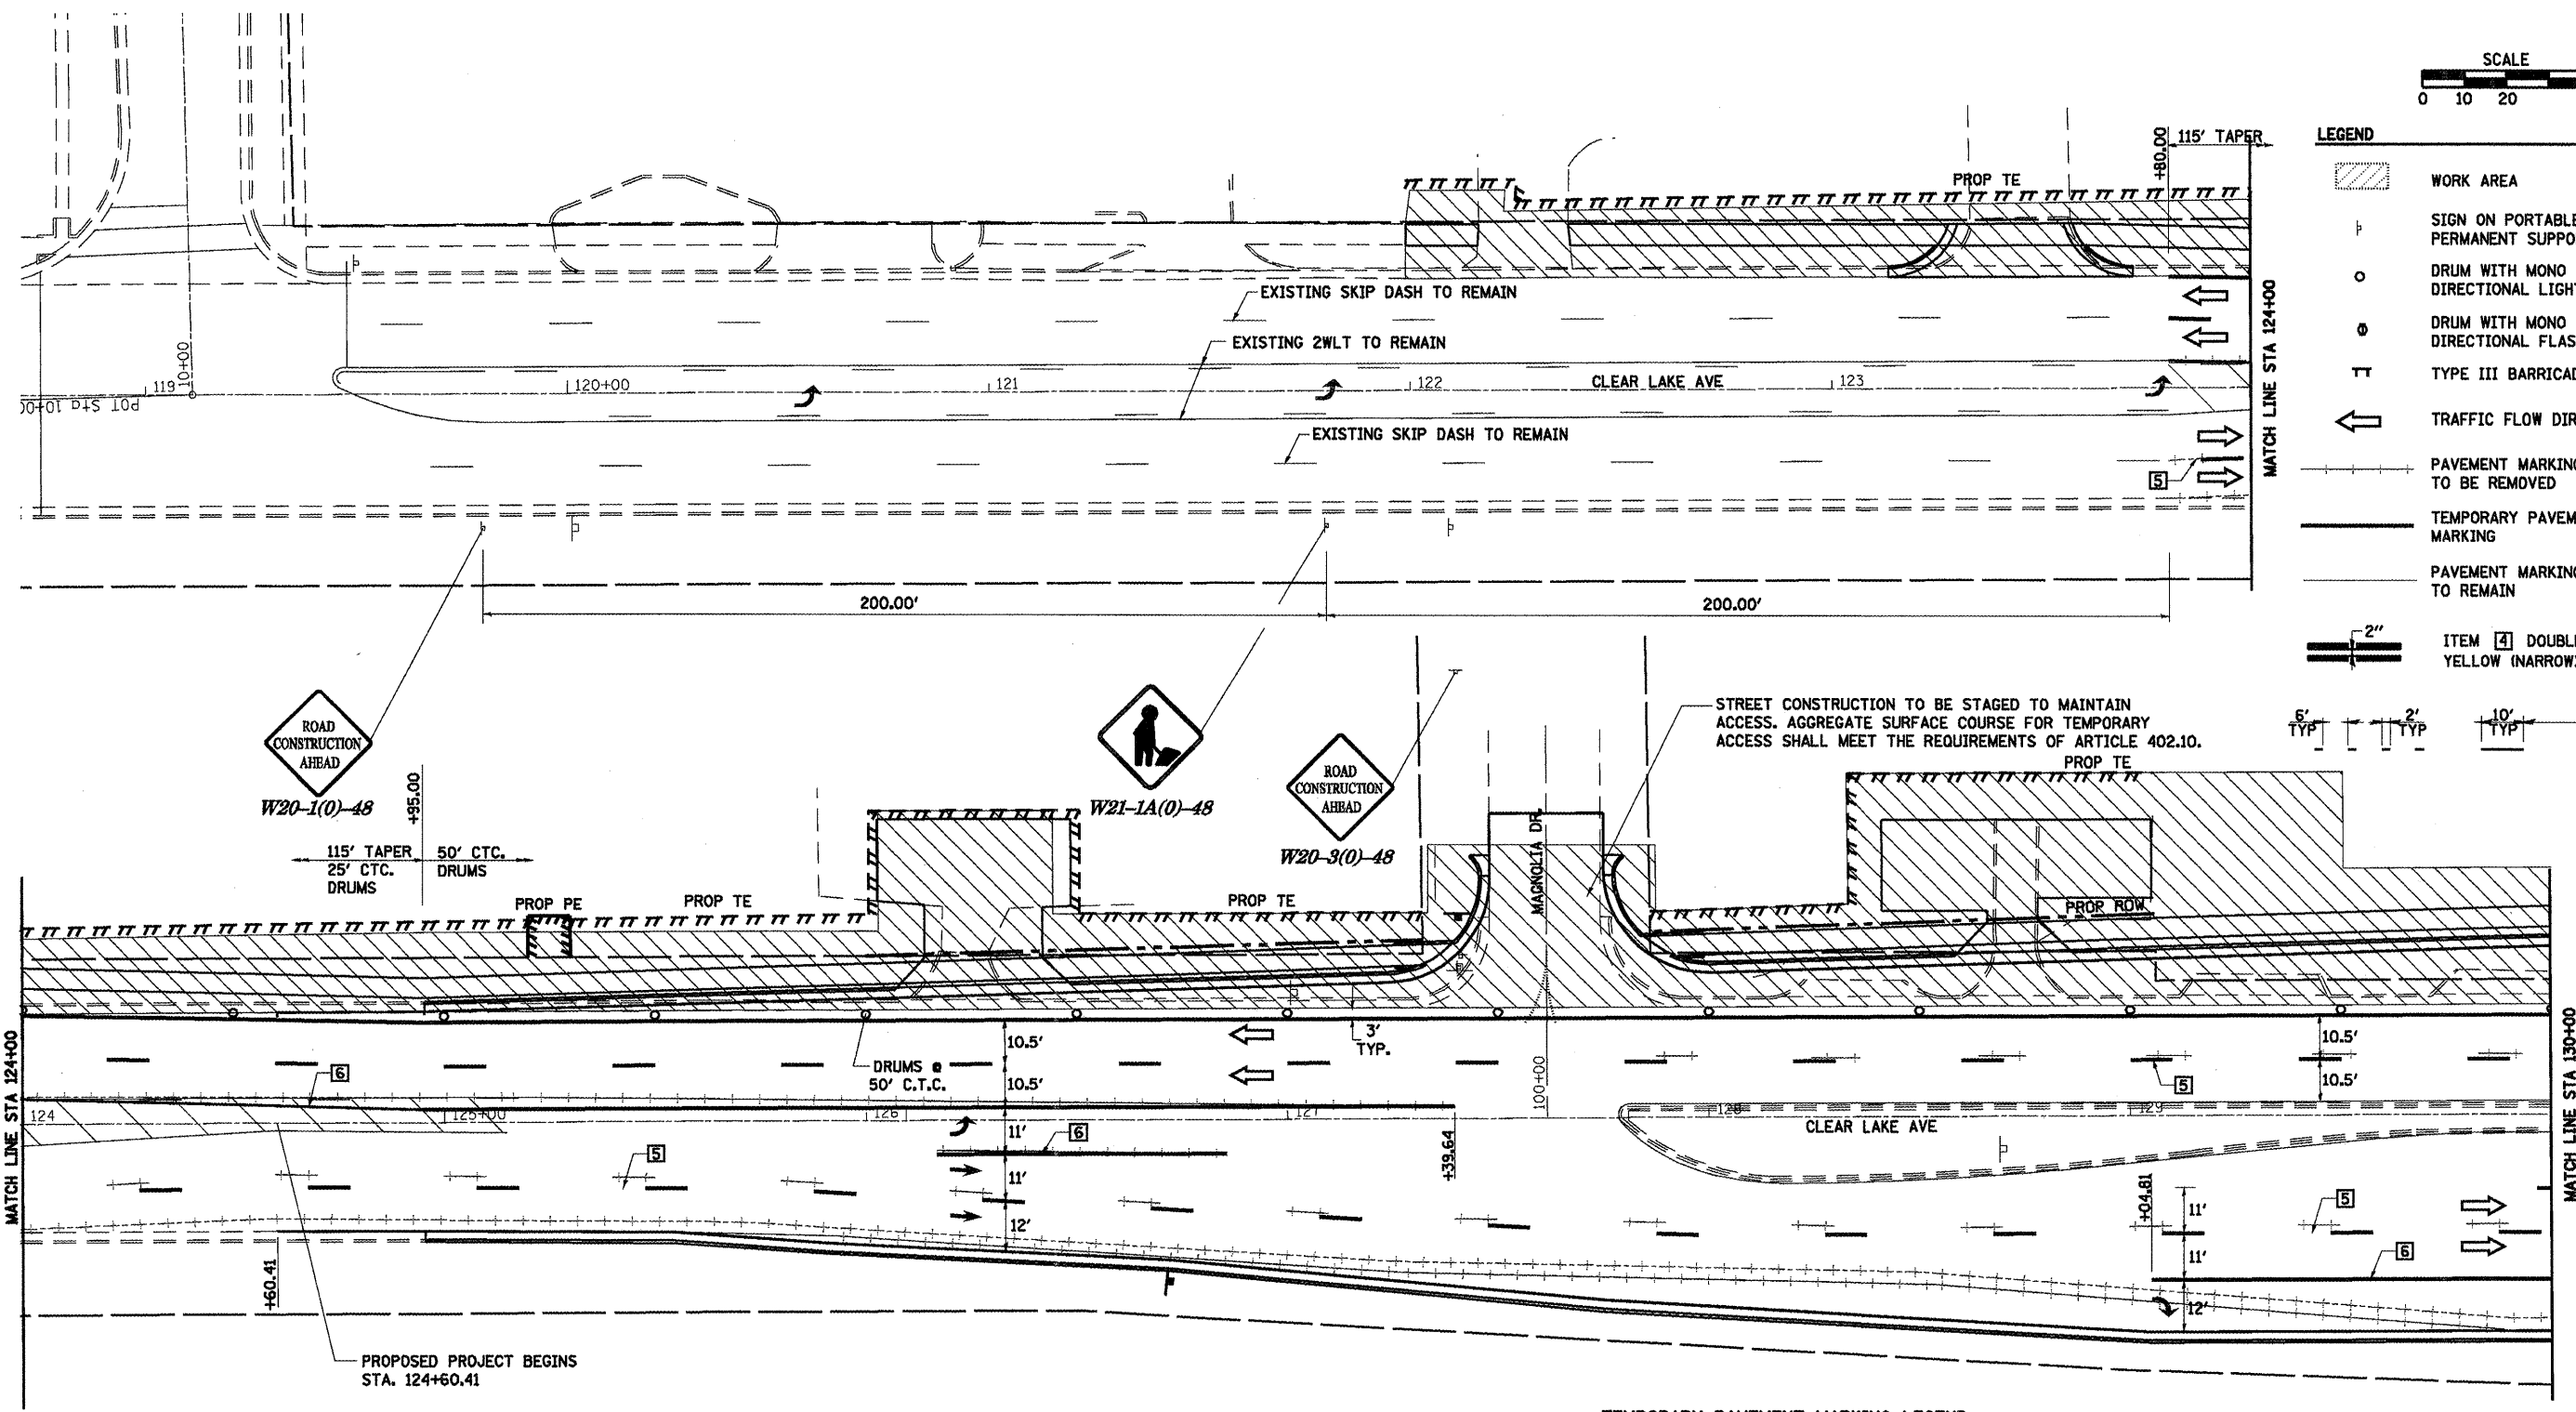 SCALE
0 10 20
LEGEND
WORK AREA
SIGN ON PORTABLE
PERMANENT SUPPO
DRUM WITH MONO
DIRECTIONAL LIGHT
DRUM WITH MONO
DIRECTIONAL FLAS
TYPE III BARRICAD
TRAFFIC FLOW DIR
PAVEMENT MARKING
TO BE REMOVED
TEMPORARY PAVEM
MARKING
PAVEMENT MARKING
TO REMAIN
2"
ITEM 4 DOUBLE
YELLOW (NARROW
6'
TYP
2'
TYP
10'
TYP
+80.00
115' TAPER
PROP TE
MATCH LINE STA 124+00
EXISTING SKIP DASH TO REMAIN
EXISTING 2WLT TO REMAIN
119
10+00
POT Sta 10+00
120+00
121
122
CLEAR LAKE AVE
123
EXISTING SKIP DASH TO REMAIN
5
200.00'
200.00'
ROAD
CONSTRUCTION
AHEAD
W20-1(0)-48
W21-1A(0)-48
ROAD
CONSTRUCTION
AHEAD
W20-3(0)-48
STREET CONSTRUCTION TO BE STAGED TO MAINTAIN
ACCESS. AGGREGATE SURFACE COURSE FOR TEMPORARY
ACCESS SHALL MEET THE REQUIREMENTS OF ARTICLE 402.10.
PROP TE
+95.00
115' TAPER
25' CTC.
DRUMS
50' CTC.
DRUMS
PROP PE
PROP TE
PROP TE
MAGNOLIA DR.
PROP ROW
MATCH LINE STA 124+00
DRUMS @
50' C.T.C.
10.5'
10.5'
3'
TYP.
6
124
125+00
126
127
100+00
128
129
10.5'
10.5'
5
CLEAR LAKE AVE
11'
6
5
11'
12'
+39.64
+04.81
5
11'
11'
6
12'
+60.41
MATCH LINE STA 130+00
PROPOSED PROJECT BEGINS
STA. 124+60.41